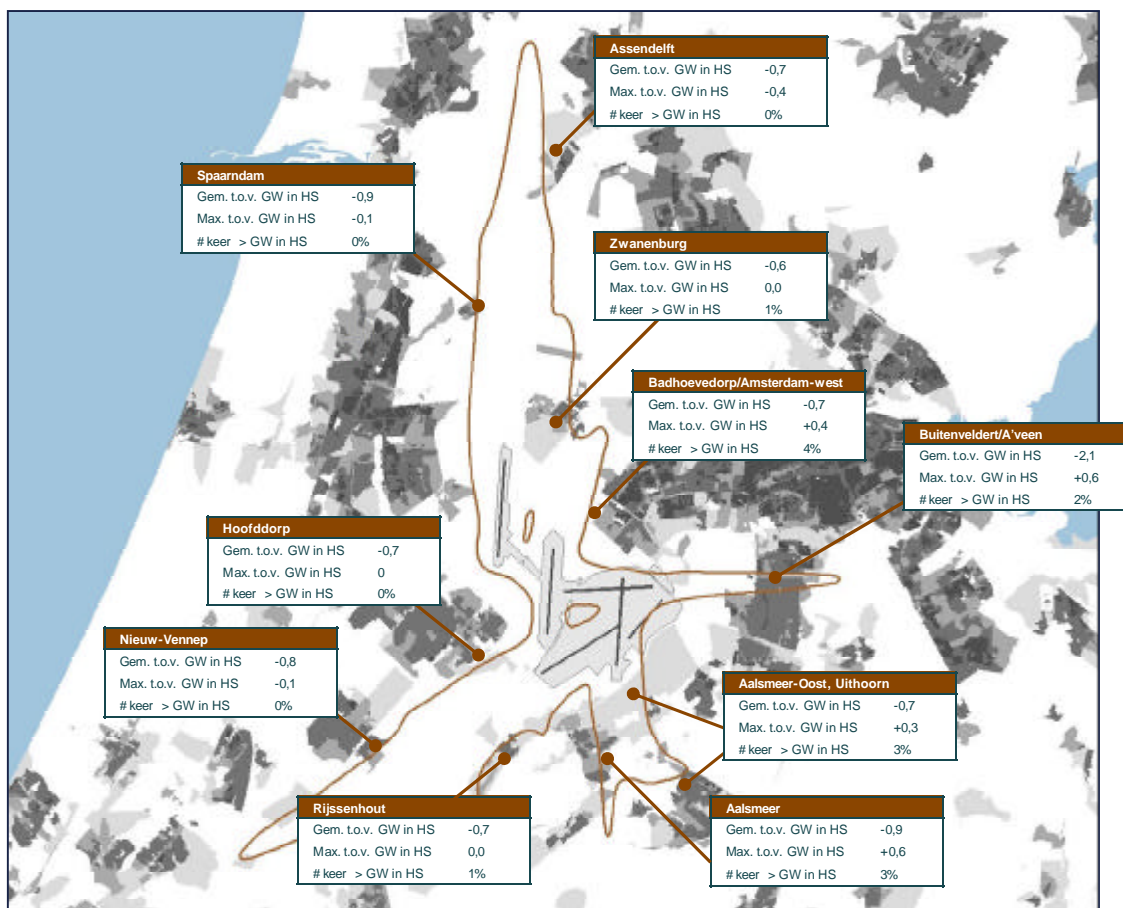 Assendelft
Gem. t.o.v. GW in HS -0,7
Max. t.o.v. GW in HS -0,4
# keer > GW in HS 0%
Spaarndam
Gem. t.o.v. GW in HS -0,9
Max. t.o.v. GW in HS -0,1
# keer > GW in HS 0%
Zwanenburg
Gem. t.o.v. GW in HS -0,6
Max. t.o.v. GW in HS 0,0
# keer > GW in HS 1%
Badhoevedorp/Amsterdam-west
Gem. t.o.v. GW in HS -0,7
Max. t.o.v. GW in HS +0,4
# keer > GW in HS 4%
Buitenveldert/A'veen
Gem. t.o.v. GW in HS -2,1
Max. t.o.v. GW in HS +0,6
# keer > GW in HS 2%
Hoofddorp
Gem. t.o.v. GW in HS -0,7
Max. t.o.v. GW in HS 0
# keer > GW in HS 0%
Nieuw-Vennep
Gem. t.o.v. GW in HS -0,8
Max. t.o.v. GW in HS -0,1
# keer > GW in HS 0%
Aalsmeer-Oost, Uithoorn
Gem. t.o.v. GW in HS -0,7
Max. t.o.v. GW in HS +0,3
# keer > GW in HS 3%
Rijssenhout
Gem. t.o.v. GW in HS -0,7
Max. t.o.v. GW in HS 0,0
# keer > GW in HS 1%
Aalsmeer
Gem. t.o.v. GW in HS -0,9
Max. t.o.v. GW in HS +0,6
# keer > GW in HS 3%